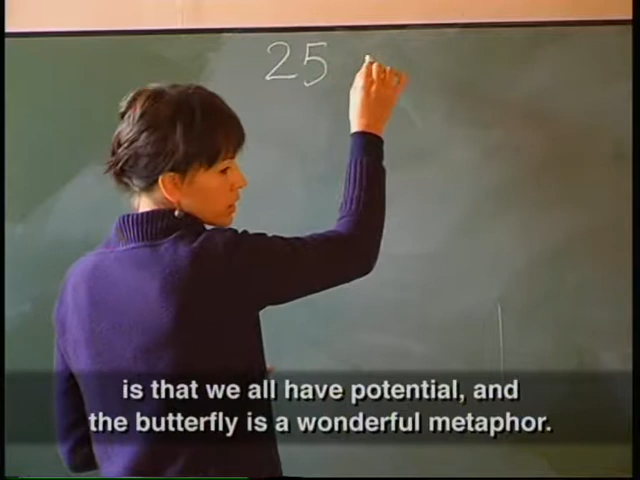 25
is that we all have potential, and
the butterfly is a wonderful metaphor.